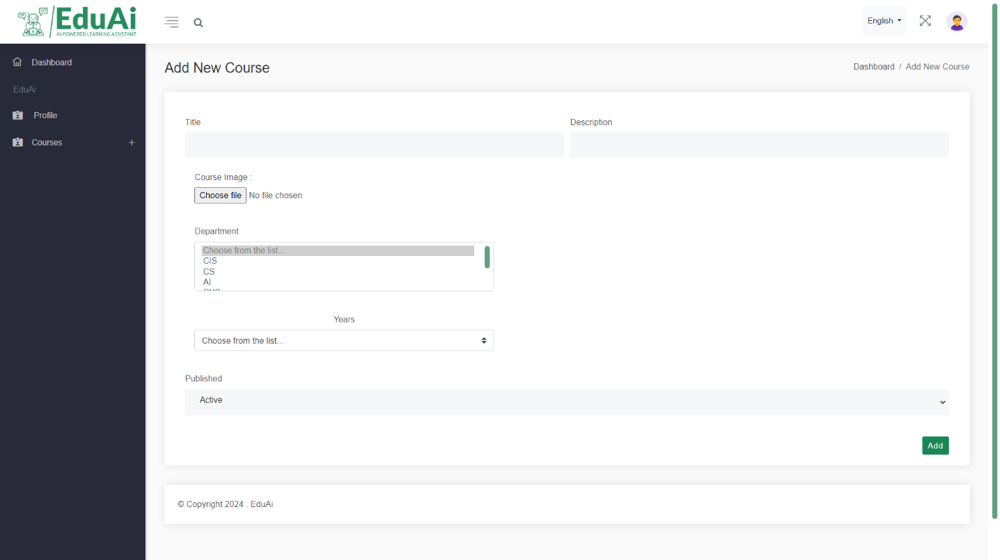 EduAi
AI-POWERED LEARNING ASSISTANT
English
Dashboard
EduAi
Profile
Courses
Add New Course
Dashboard / Add New Course
Title
Description
Course Image :
Choose file No file chosen
Department
Choose from the list...
CIS
CS
AI
Years
Choose from the list...
Published
Active
Add
© Copyright 2024 . EduAi